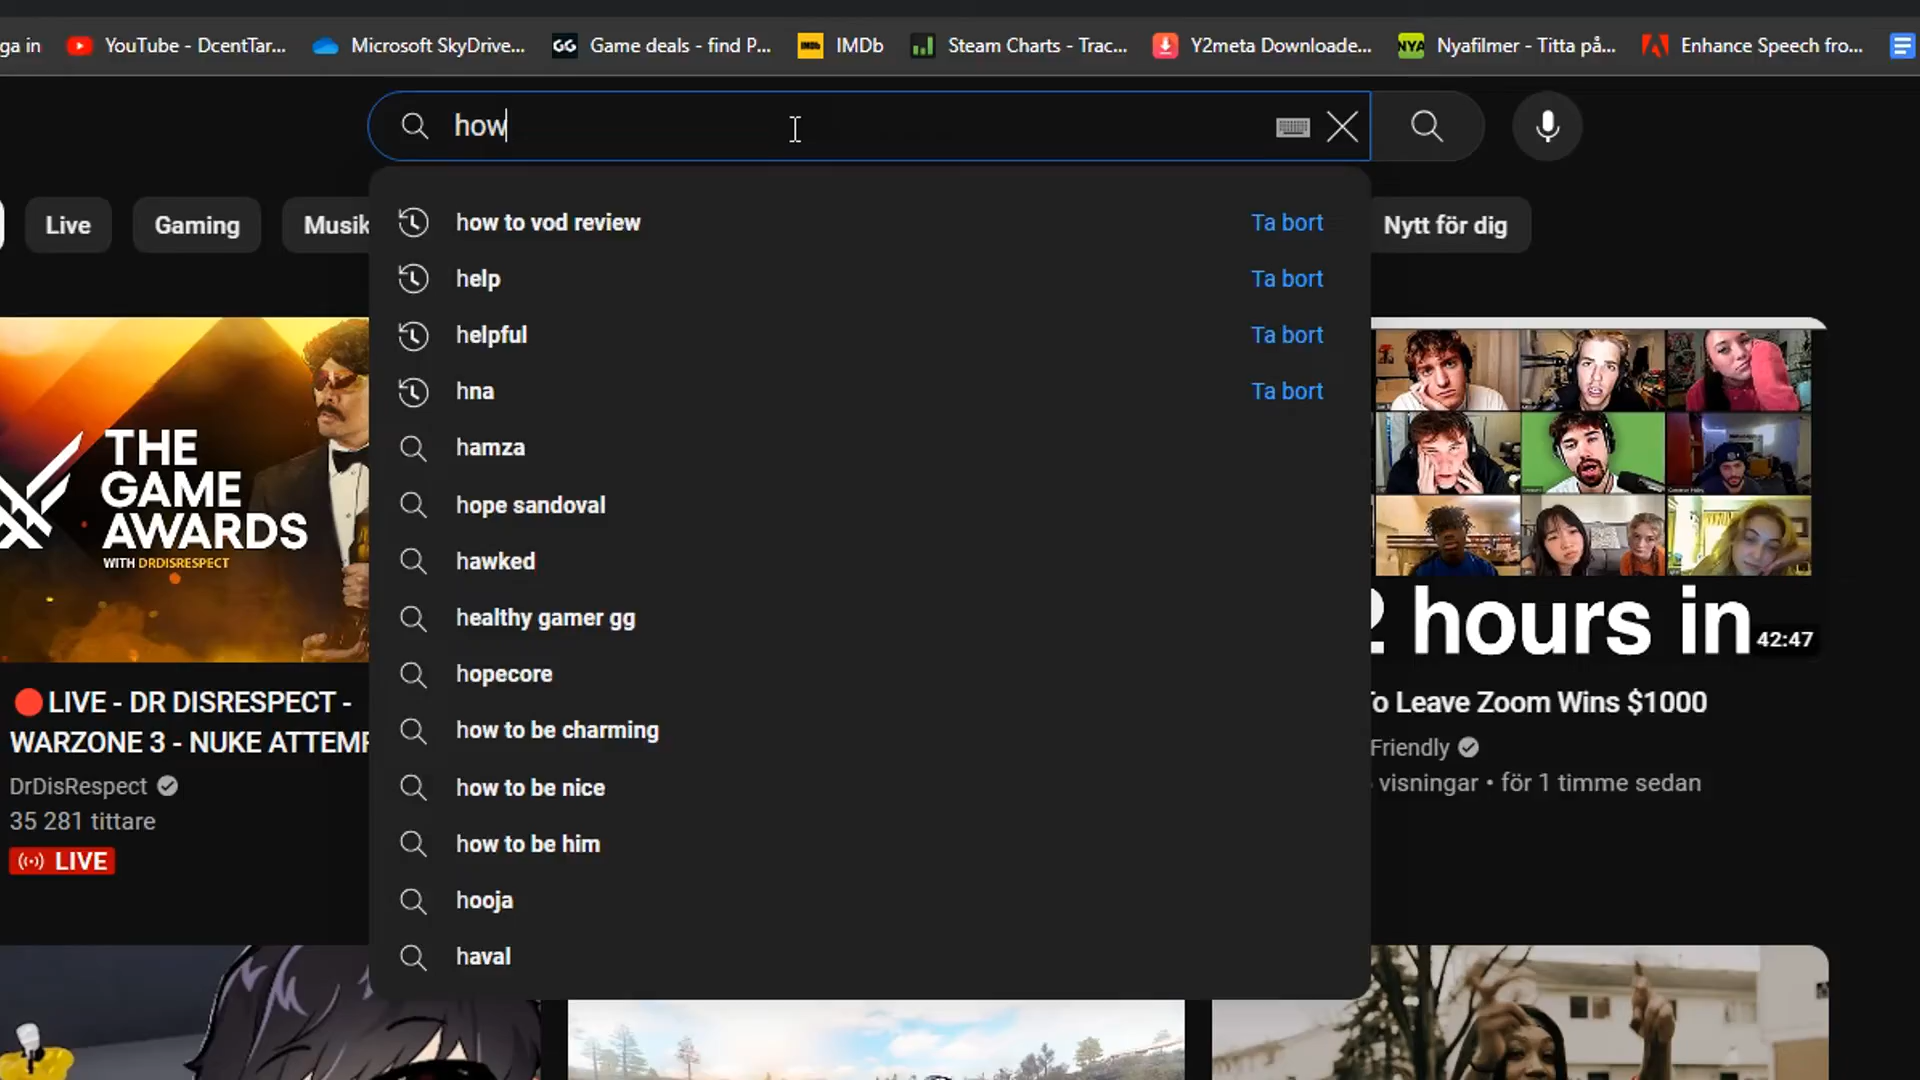 ga in
YouTube - DcentTar...
Microsoft SkyDrive...
GG
Game deals - find P...
IMDb
IMDb
Steam Charts - Trac...
Y2meta Downloade...
NYA
Nyafilmer - Titta på...
Enhance Speech fro...
how
Live
Gaming
Musik
Nytt för dig
how to vod review
Ta bort
help
Ta bort
helpful
Ta bort
hna
Ta bort
hamza
hope sandoval
hawked
healthy gamer gg
hopecore
how to be charming
how to be nice
how to be him
hooja
haval
THE
GAME
AWARDS
WITH DRDISRESPECT
LIVE - DR DISRESPECT -
WARZONE 3 - NUKE ATTEMP
DrDisRespect
35 281 tittare
LIVE
2 hours in
42:47
To Leave Zoom Wins $1000
Friendly
visningar • för 1 timme sedan